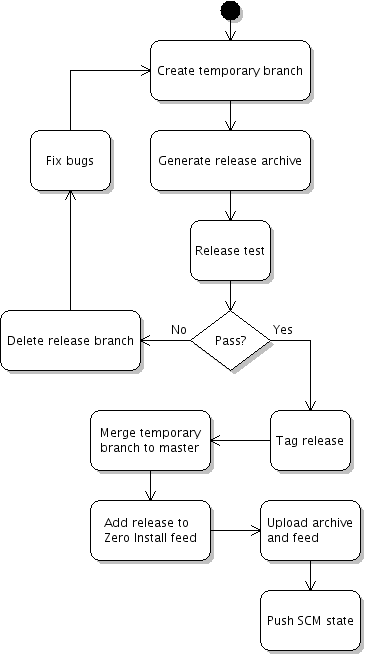 Create temporary branch
Fix bugs
Generate release archive
Release test
Delete release branch
No
Pass?
Yes
Merge temporary
branch to master
Tag release
Add release to
Zero Install feed
Upload archive
and feed
Push SCM state